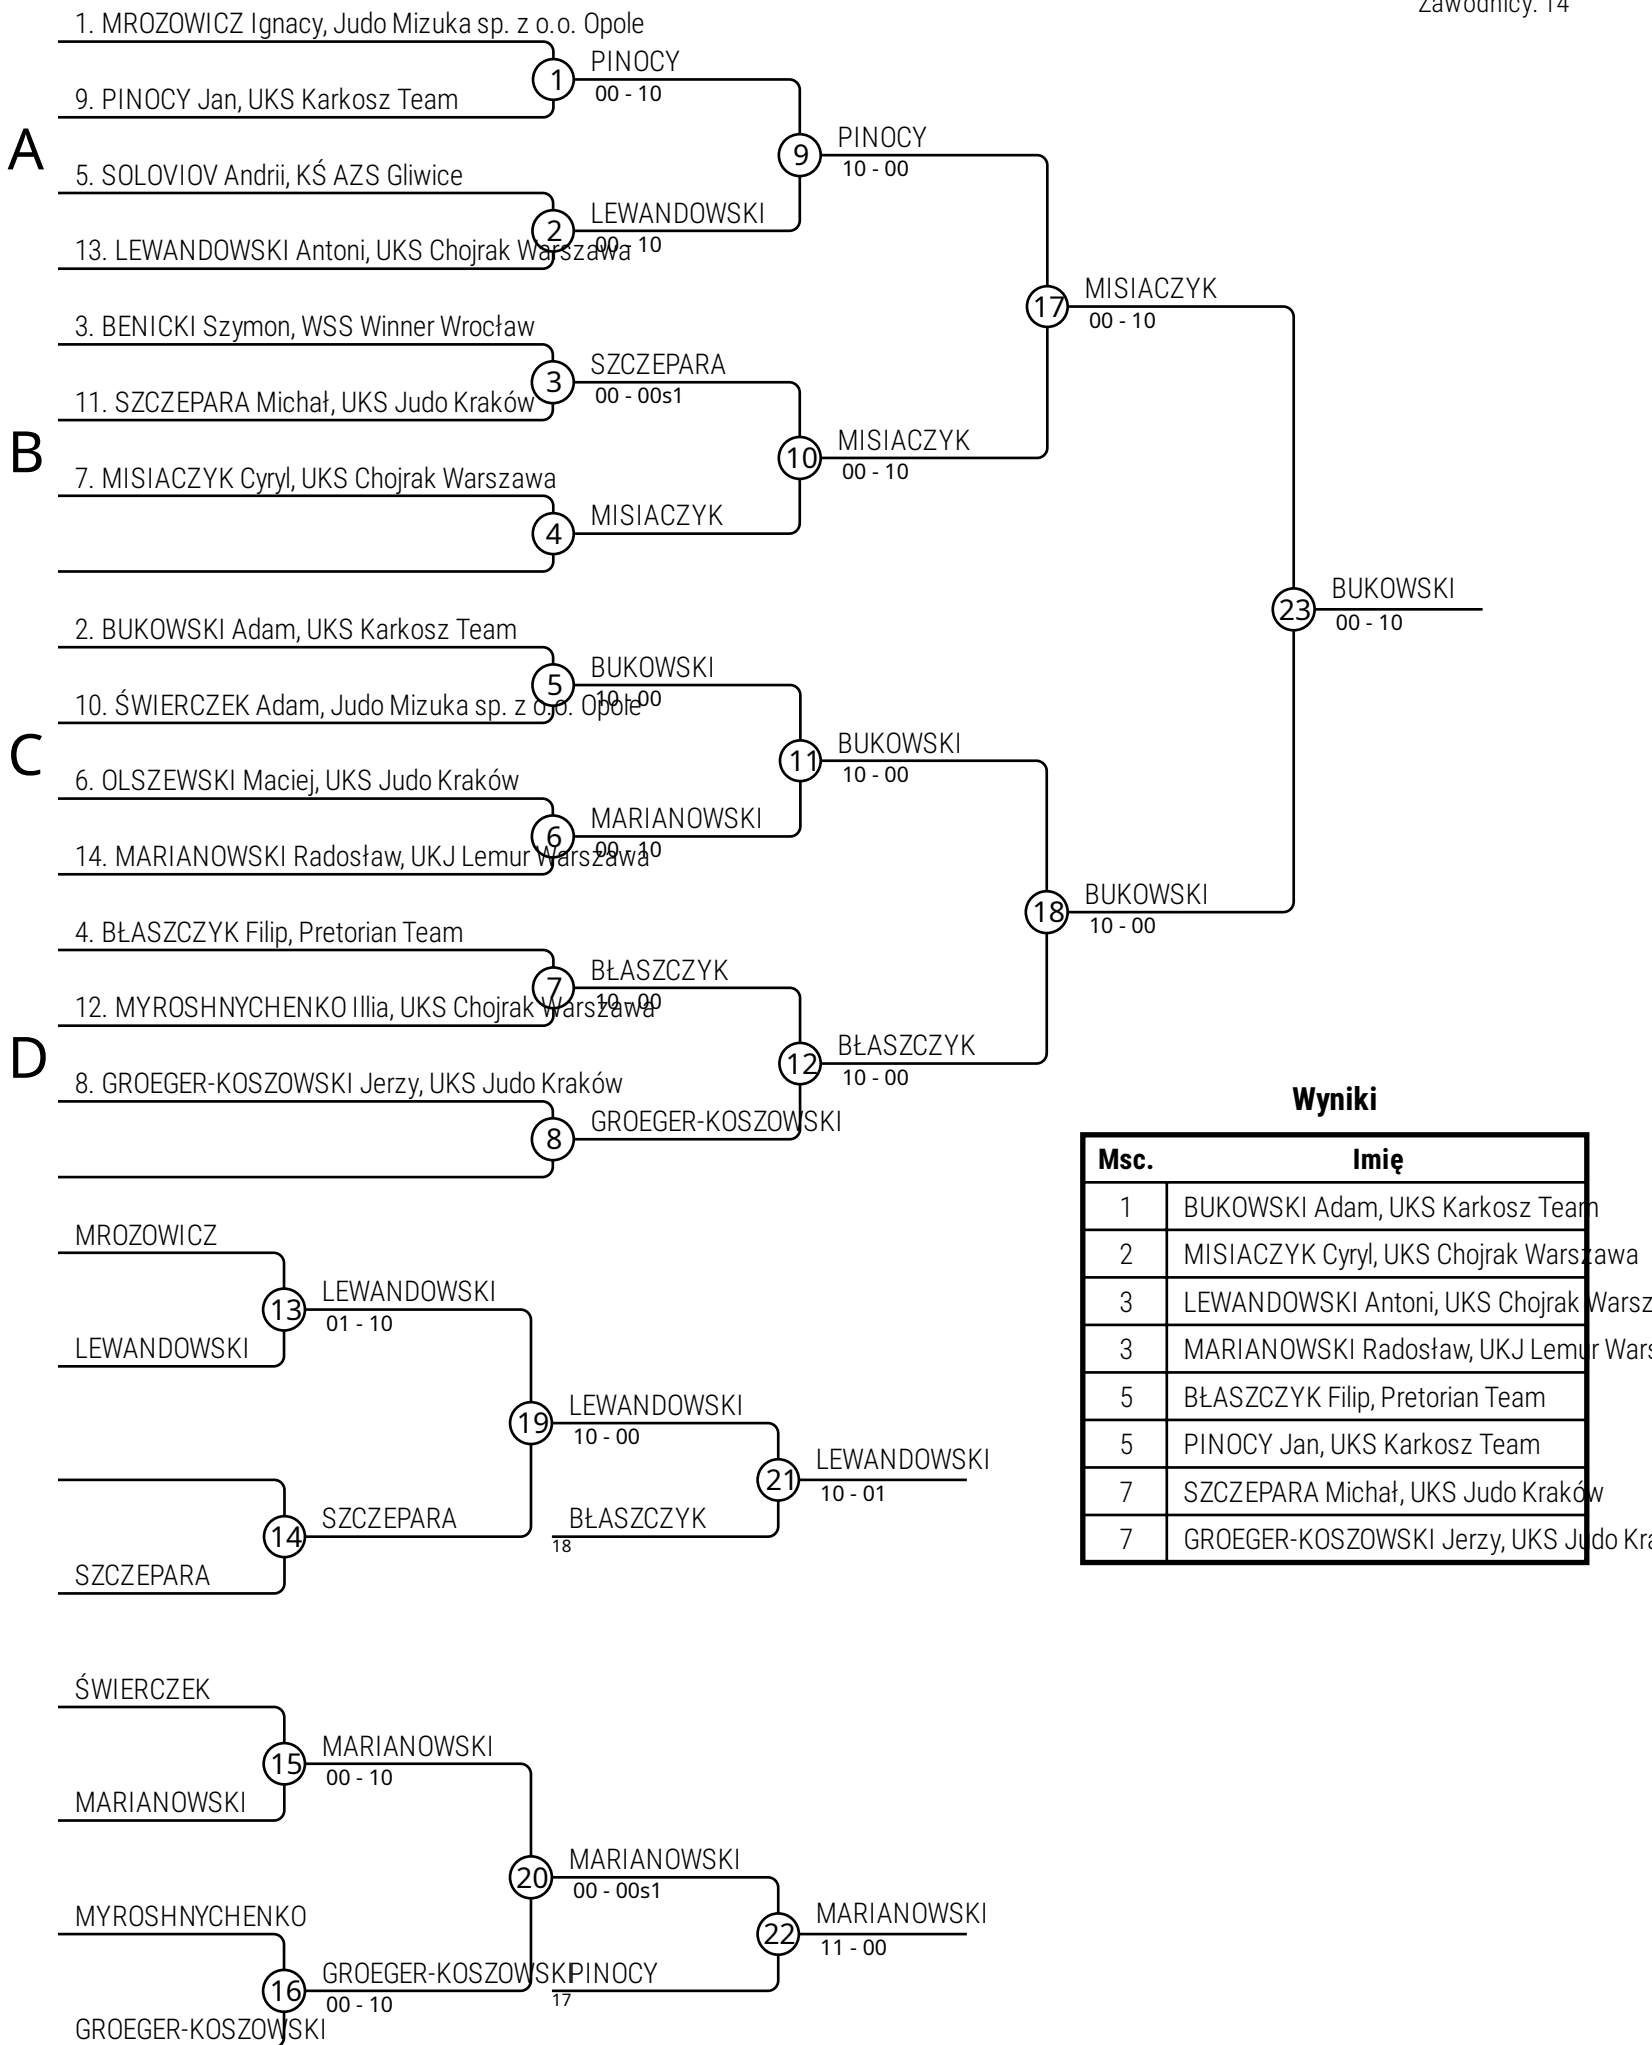 Zawodnicy: 14
1. MROZOWICZ Ignacy, Judo Mizuka sp. z o.o. Opole
PINOCY
1
00 - 10
9. PINOCY Jan, UKS Karkosz Team
PINOCY
A
9
10 - 00
5. SOLOVIOV Andrii, KŚ AZS Gliwice
LEWANDOWSKI
2
00 - 10
13. LEWANDOWSKI Antoni, UKS Chojrak Warszawa
MISIACZYK
17
00 - 10
3. BENICKI Szymon, WSS Winner Wrocław
SZCZEPARA
3
00 - 00s1
11. SZCZEPARA Michał, UKS Judo Kraków
MISIACZYK
B
10
00 - 10
7. MISIACZYK Cyryl, UKS Chojrak Warszawa
MISIACZYK
4
BUKOWSKI
23
00 - 10
2. BUKOWSKI Adam, UKS Karkosz Team
BUKOWSKI
5
10 - 00
10. ŚWIERCZEK Adam, Judo Mizuka sp. z o.o. Opole
BUKOWSKI
C
11
10 - 00
6. OLSZEWSKI Maciej, UKS Judo Kraków
MARIANOWSKI
6
00 - 10
14. MARIANOWSKI Radosław, UKJ Lemur Warszawa
BUKOWSKI
18
10 - 00
4. BŁASZCZYK Filip, Pretorian Team
BŁASZCZYK
7
10 - 00
12. MYROSHNYCHENKO Illia, UKS Chojrak Warszawa
BŁASZCZYK
D
12
10 - 00
8. GROEGER-KOSZOWSKI Jerzy, UKS Judo Kraków
GROEGER-KOSZOWSKI
8
Wyniki
Msc. Imię
1 BUKOWSKI Adam, UKS Karkosz Team
2 MISIACZYK Cyryl, UKS Chojrak Warszawa
3 LEWANDOWSKI Antoni, UKS Chojrak Warsz
3 MARIANOWSKI Radosław, UKJ Lemur Wars
5 BŁASZCZYK Filip, Pretorian Team
5 PINOCY Jan, UKS Karkosz Team
7 SZCZEPARA Michał, UKS Judo Kraków
7 GROEGER-KOSZOWSKI Jerzy, UKS Judo Kra
MROZOWICZ
LEWANDOWSKI
13
01 - 10
LEWANDOWSKI
LEWANDOWSKI
19
10 - 00
LEWANDOWSKI
21
10 - 01
SZCZEPARA
BŁASZCZYK
14
18
SZCZEPARA
ŚWIERCZEK
MARIANOWSKI
15
00 - 10
MARIANOWSKI
MARIANOWSKI
20
00 - 00s1
MYROSHNYCHENKO
MARIANOWSKI
22
11 - 00
GROEGER-KOSZOWSKI
PINOCY
16
00 - 10
17
GROEGER-KOSZOWSKI